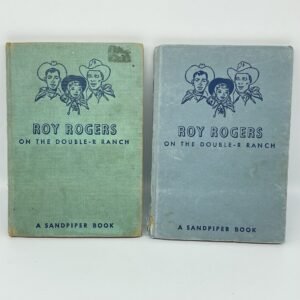 ROY ROGERS
ON THE DOUBLE-R RANCH
A SANDPIPER BOOK
ROY ROGERS
ON THE DOUBLE-R RANCH
A SANDPIPER BOOK